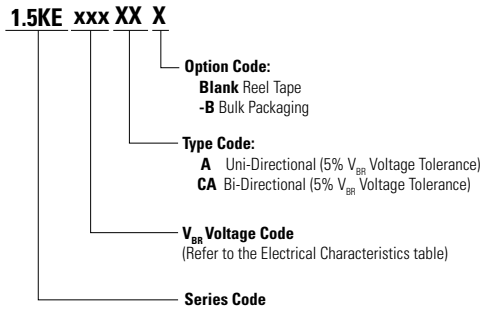 1.5KE xxx XX X
Option Code:
Blank Reel Tape
-B Bulk Packaging
Type Code:
A Uni-Directional (5% VBR Voltage Tolerance)
CA Bi-Directional (5% VBR Voltage Tolerance)
VBR Voltage Code
(Refer to the Electrical Characteristics table)
Series Code